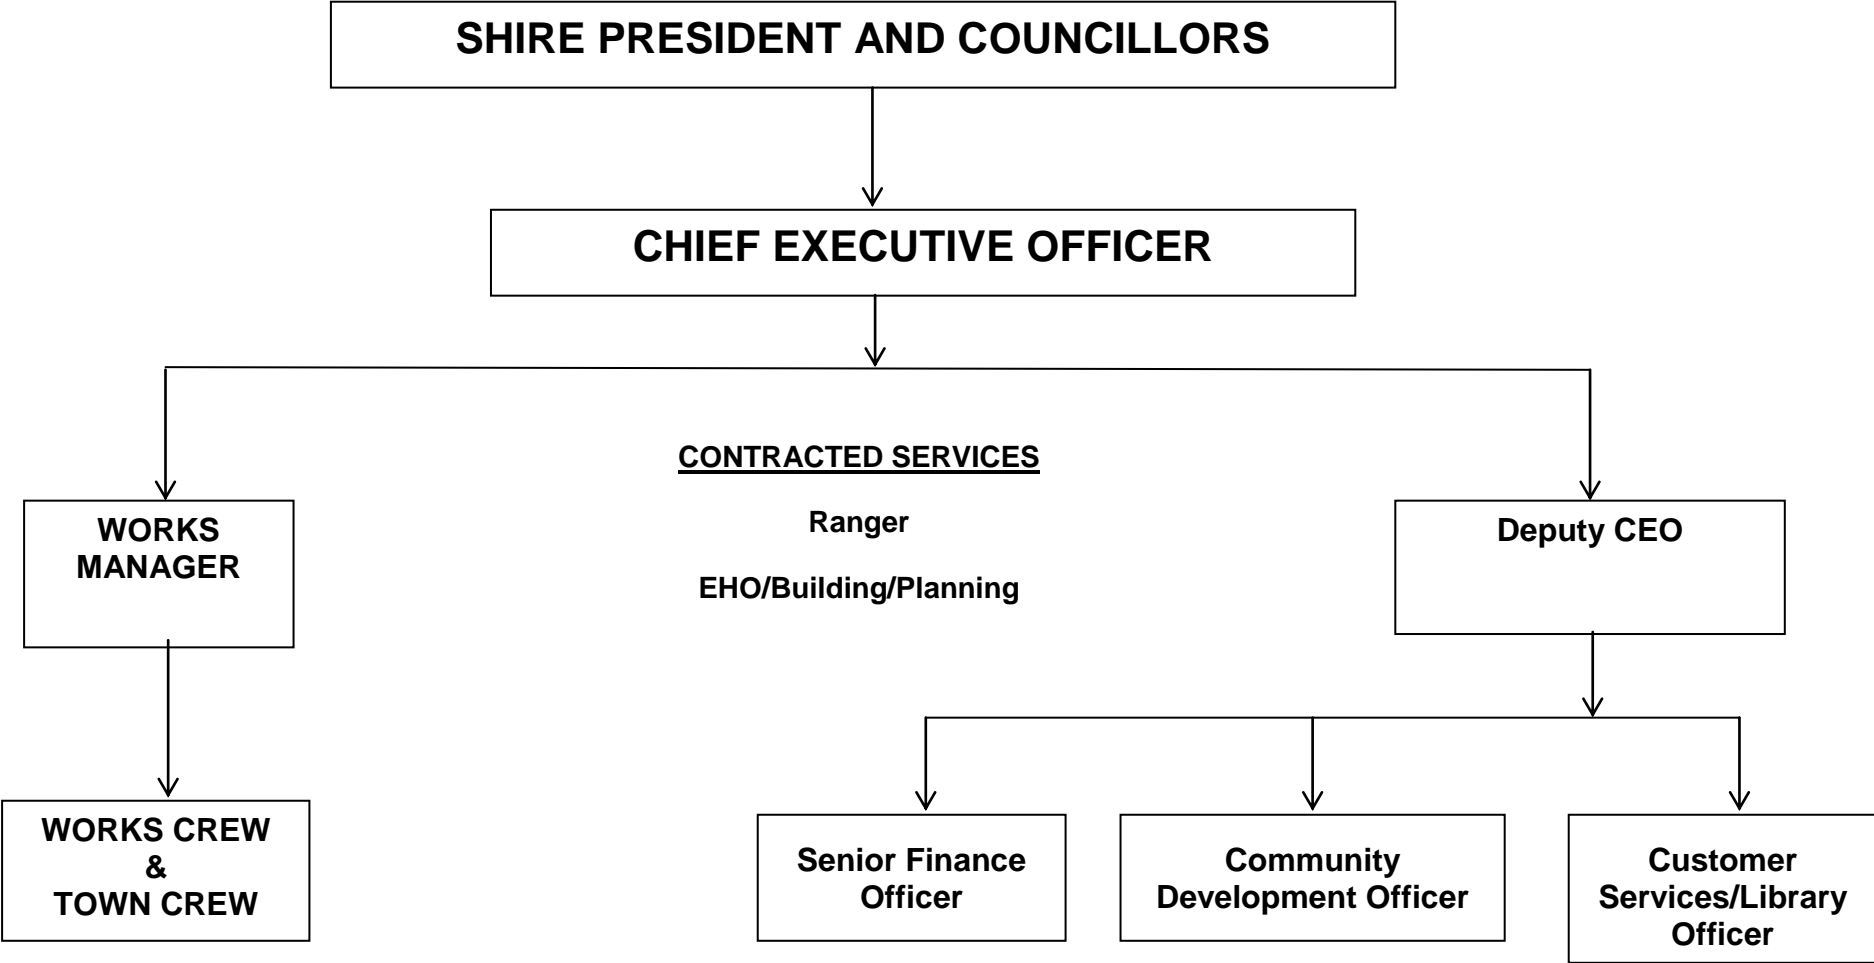 SHIRE PRESIDENT AND COUNCILLORS
CHIEF EXECUTIVE OFFICER
CONTRACTED SERVICES
Ranger
EHO/Building/Planning
WORKS
MANAGER
Deputy CEO
WORKS CREW
&
TOWN CREW
Senior Finance
Officer
Community
Development Officer
Customer
Services/Library
Officer